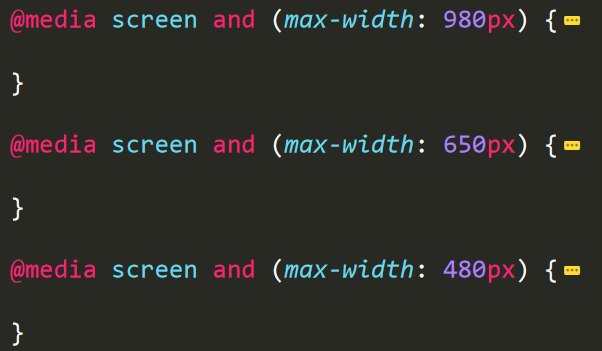 @media screen and (max-width: 980px) {
}
@media screen and (max-width: 650px) {
}
@media screen and (max-width: 480px) {
}